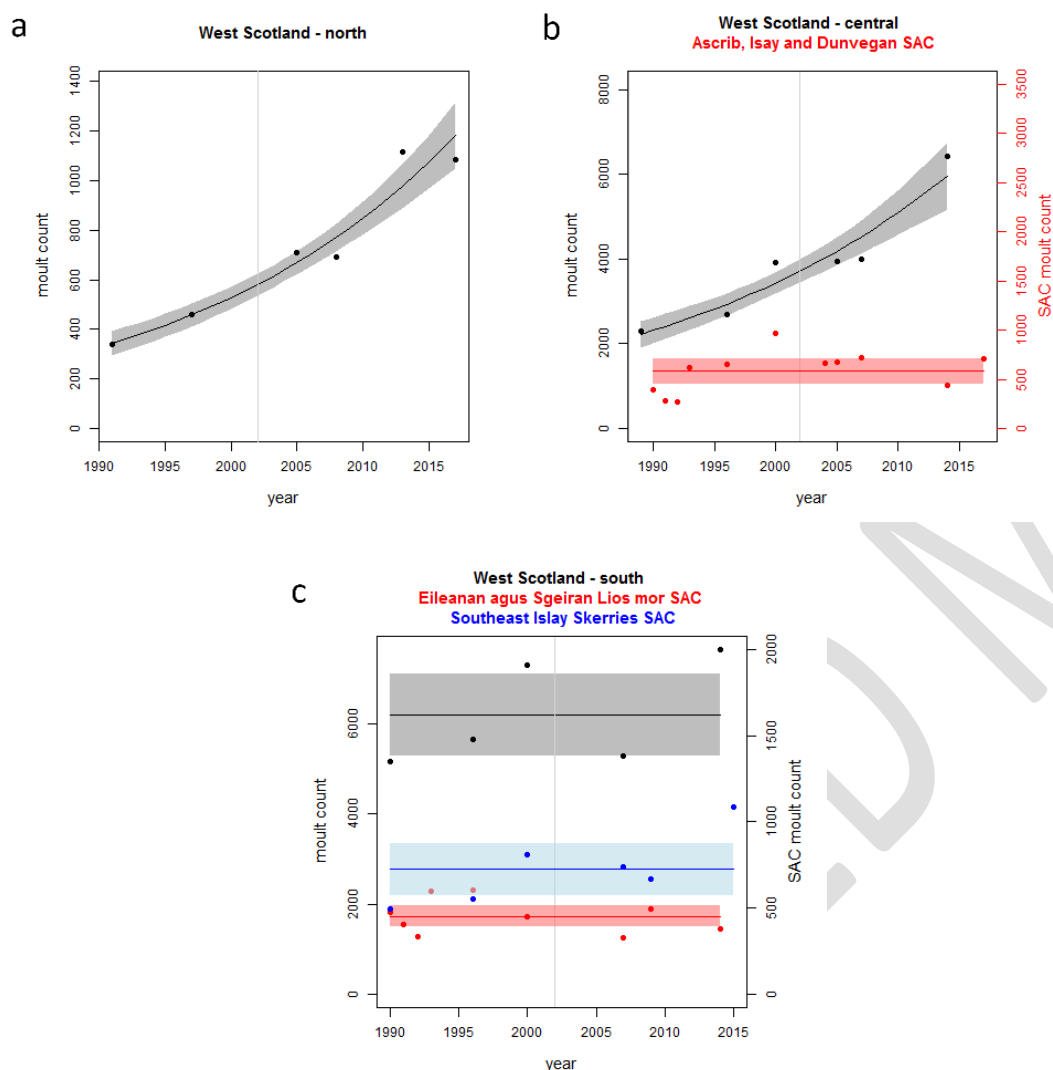 a
West Scotland - north
1400
1200
1000
800
600
400
200
0
moult count
1990 1995 2000 2005 2010 2015
year
b
West Scotland - central
Ascrib, Isay and Dunvegan SAC
8000
6000
4000
2000
0
moult count
3500
3000
2500
2000
1500
1000
500
0
SAC moult count
1990 1995 2000 2005 2010 2015
year
c
West Scotland - south
Eileanan agus Sgeiran Lios mor SAC
Southeast Islay Skerries SAC
6000
4000
2000
0
moult count
2000
1500
1000
500
0
SAC moult count
1990 1995 2000 2005 2010 2015
year